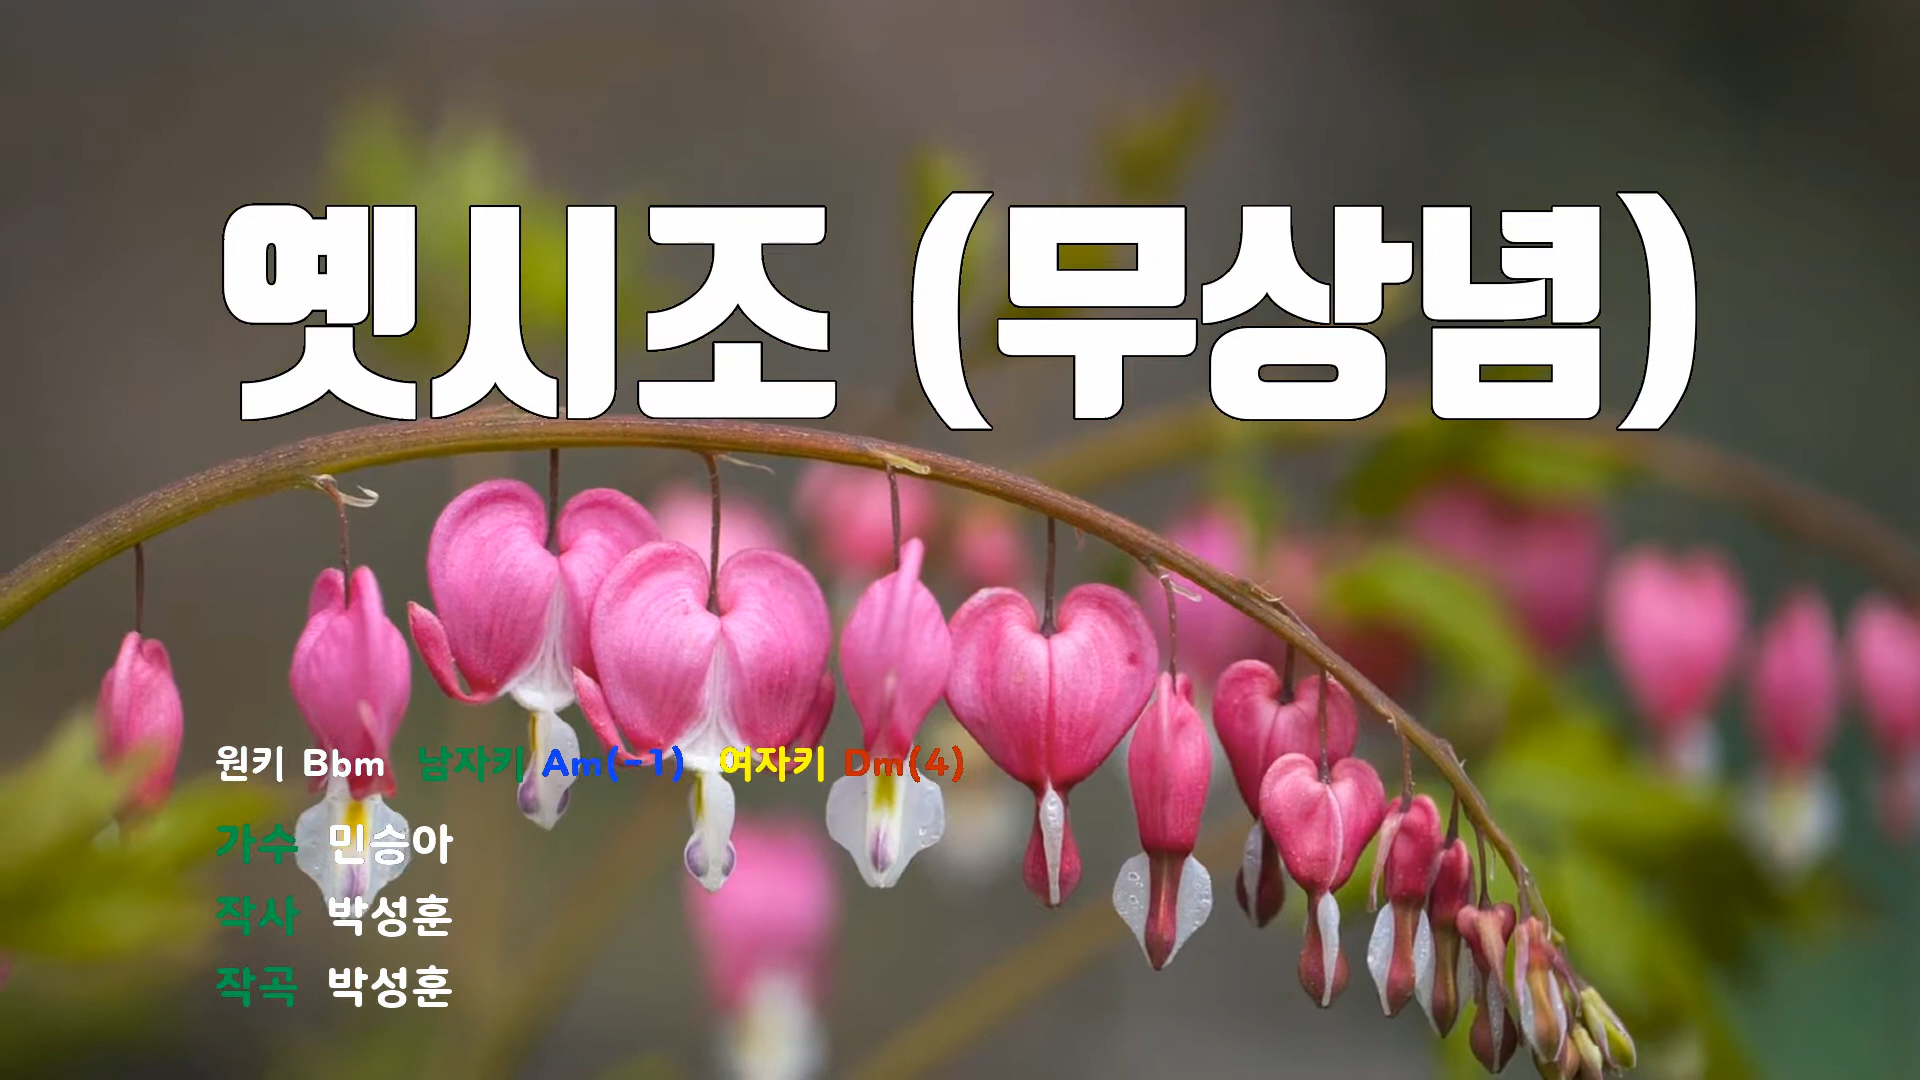 옛시조 (무상념)
원키 Bbm 남자키 Am(-1) 여자키 Dm(4)
가수 민승아
작사 박성훈
작곡 박성훈